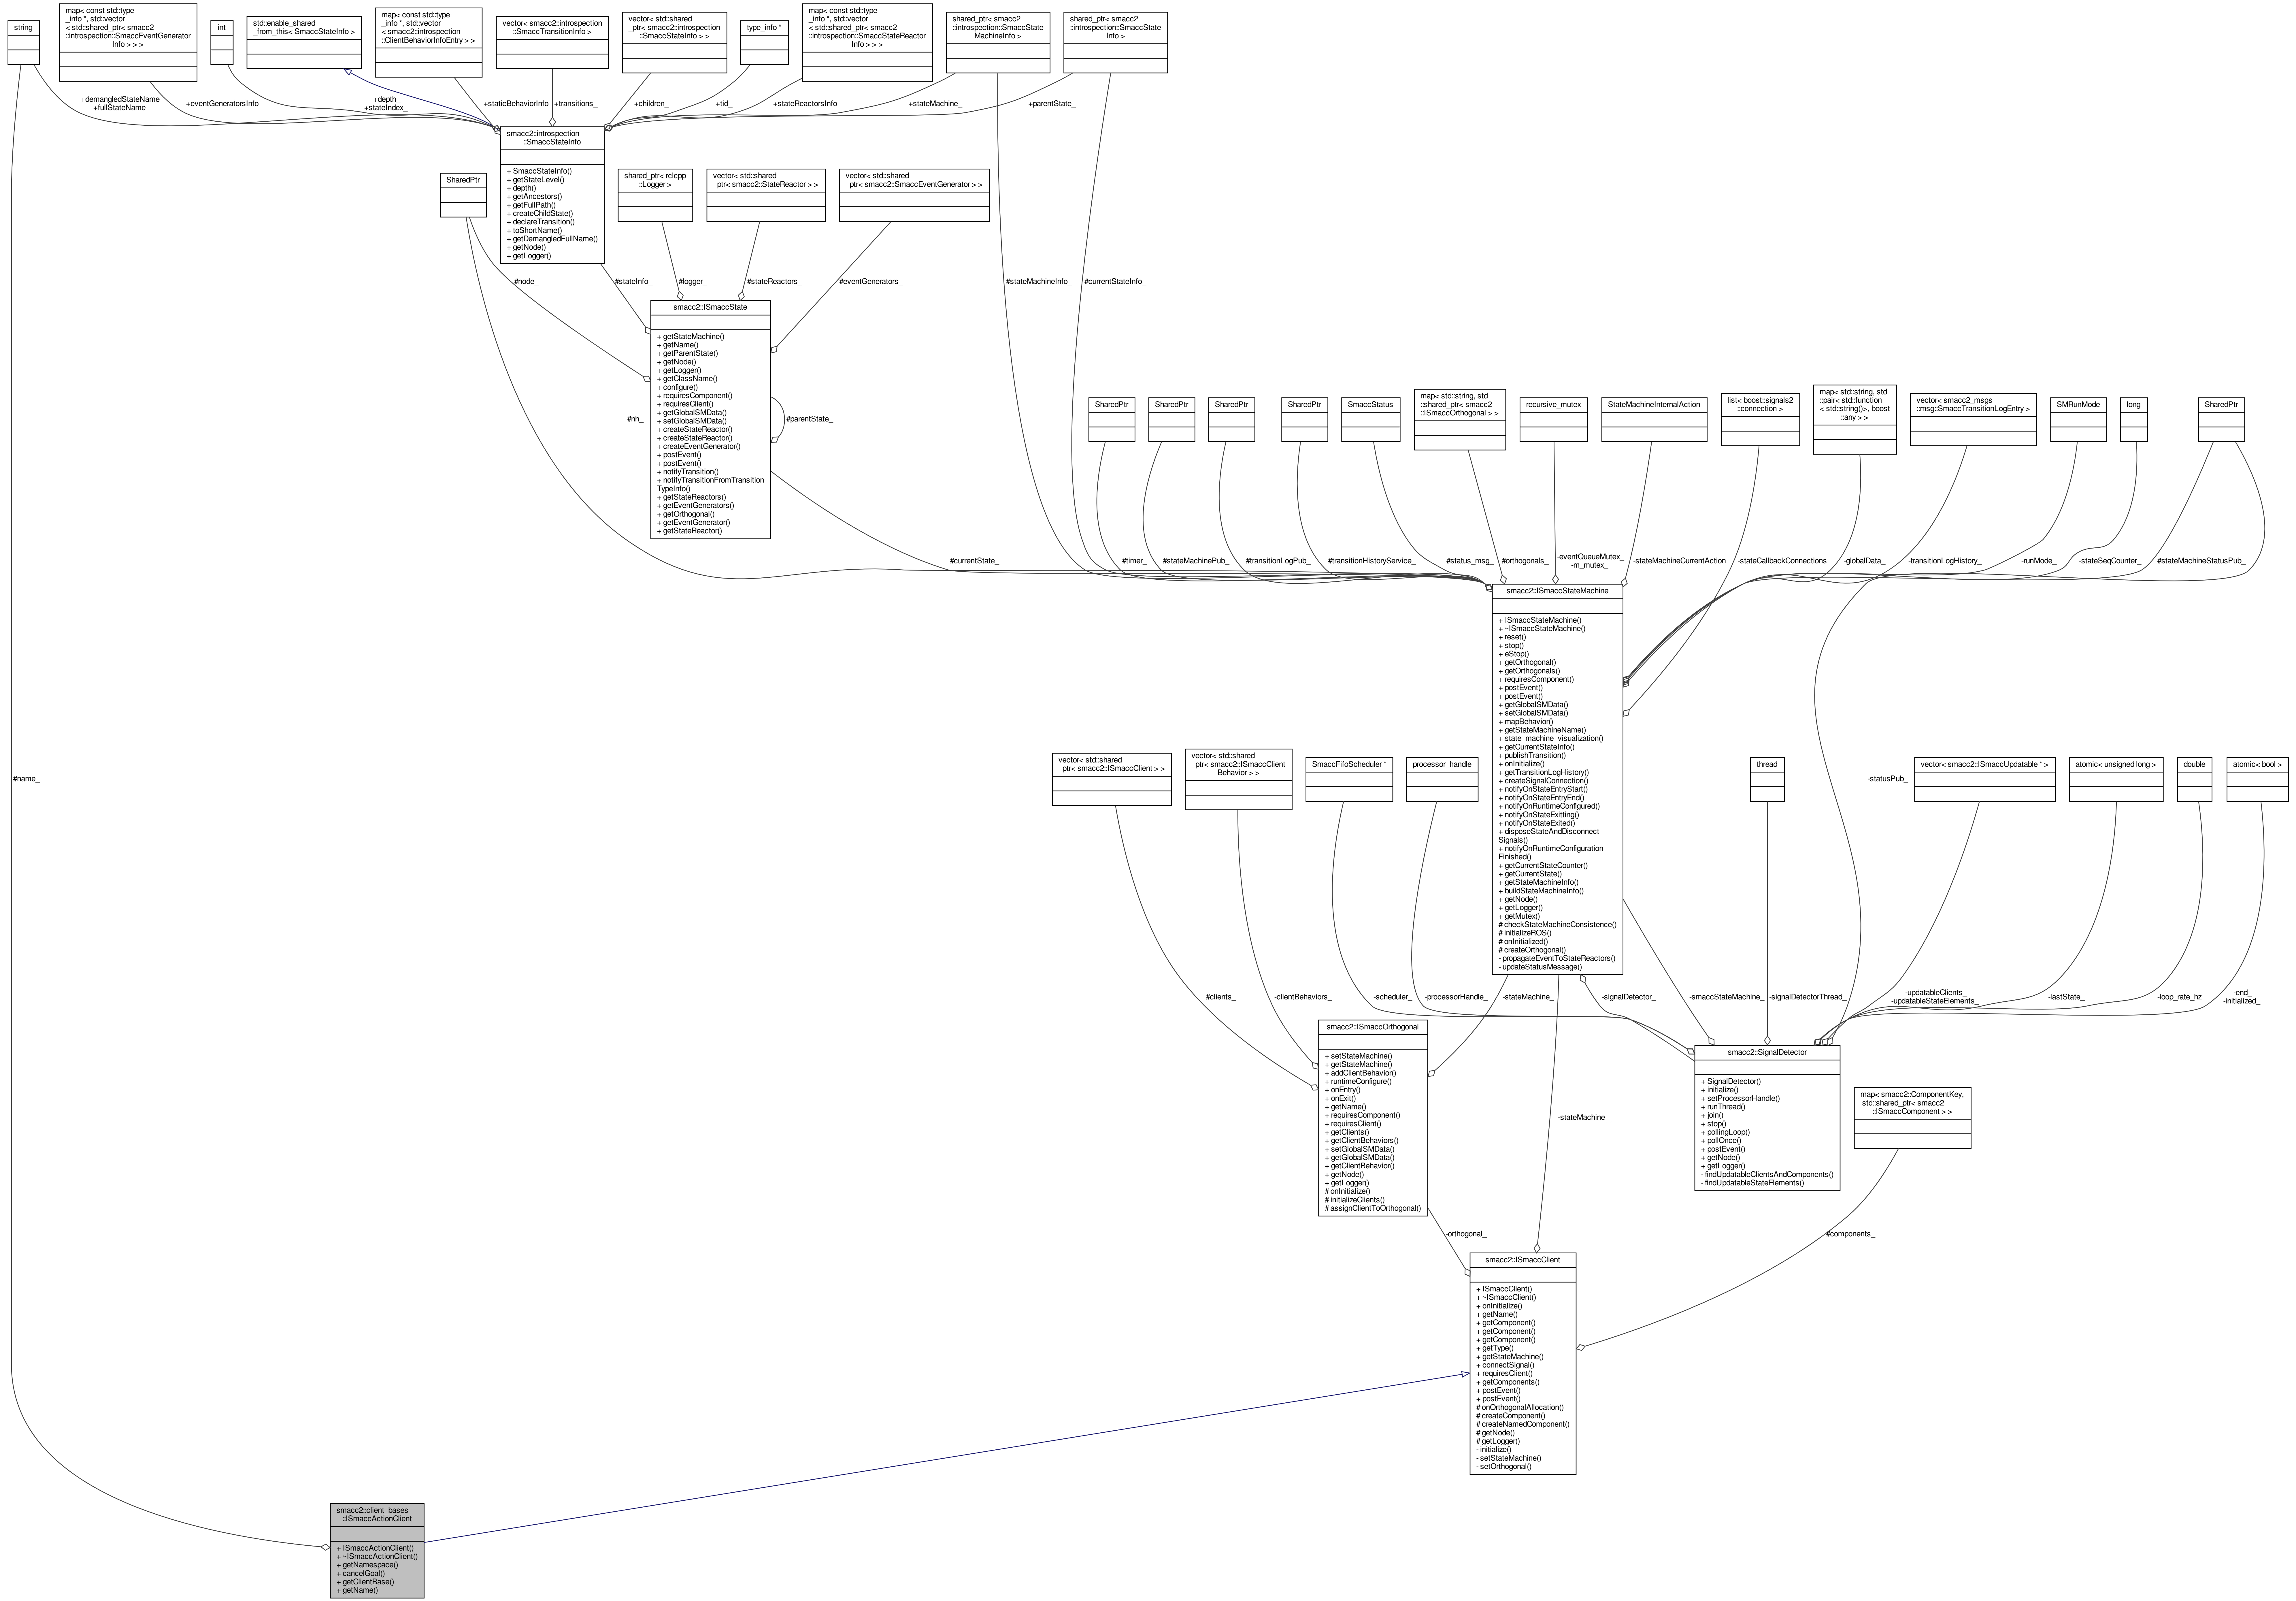 string
map< const std::type
_info *, std::vector
< std::shared_ptr< smacc2
::introspection::SmaccEventGenerator
Info > > >
int
std::enable_shared
_from_this< SmaccStateInfo >
map< const std::type
_info *, std::vector
< smacc2::introspection
::ClientBehaviorInfoEntry > >
vector< smacc2::introspection
::SmaccTransitionInfo >
vector< std::shared
_ptr< smacc2::introspection
::SmaccStateInfo > >
type_info *
map< const std::type
_info *, std::vector
< std::shared_ptr< smacc2
::introspection::SmaccStateReactor
Info > > >
shared_ptr< smacc2
::introspection::SmaccState
MachineInfo >
shared_ptr< smacc2
::introspection::SmaccState
Info >
+demangledStateName
+fullStateName
+eventGeneratorsInfo
+depth_
+stateIndex_
+staticBehaviorInfo
+transitions_
+children_
+tid_
+stateReactorsInfo
+stateMachine_
+parentState_
smacc2::introspection
::SmaccStateInfo
+ SmaccStateInfo()
+ getStateLevel()
+ depth()
+ getAncestors()
+ getFullPath()
+ createChildState()
+ declareTransition()
+ toShortName()
+ getDemangledFullName()
+ getNode()
+ getLogger()
SharedPtr
shared_ptr< rclcpp
::Logger >
vector< std::shared
_ptr< smacc2::StateReactor > >
vector< std::shared
_ptr< smacc2::SmaccEventGenerator > >
#node_
#stateInfo_
#logger_
#stateReactors_
#eventGenerators_
#stateMachineInfo_
#currentStateInfo_
smacc2::ISmaccState
+ getStateMachine()
+ getName()
+ getParentState()
+ getNode()
+ getLogger()
+ getClassName()
+ configure()
+ requiresComponent()
+ requiresClient()
+ getGlobalSMData()
+ setGlobalSMData()
+ createStateReactor()
+ createStateReactor()
+ createEventGenerator()
+ postEvent()
+ postEvent()
+ notifyTransition()
+ notifyTransitionFromTransition
TypeInfo()
+ getStateReactors()
+ getEventGenerators()
+ getOrthogonal()
+ getEventGenerator()
+ getStateReactor()
#parentState_
#nh_
SharedPtr
SharedPtr
SharedPtr
SharedPtr
SmaccStatus
map< std::string, std
::shared_ptr< smacc2
::ISmaccOrthogonal > >
recursive_mutex
StateMachineInternalAction
list< boost::signals2
::connection >
map< std::string, std
::pair< std::function
< std::string()>, boost
::any > >
vector< smacc2_msgs
::msg::SmaccTransitionLogEntry >
SMRunMode
long
SharedPtr
#currentState_
#timer_
#stateMachinePub_
#transitionLogPub_
#transitionHistoryService_
#status_msg_
#orthogonals_
-eventQueueMutex_
-m_mutex_
-stateMachineCurrentAction
-stateCallbackConnections
-globalData_
-transitionLogHistory_
-runMode_
-stateSeqCounter_
#stateMachineStatusPub_
smacc2::ISmaccStateMachine
+ ISmaccStateMachine()
+ ~ISmaccStateMachine()
+ reset()
+ stop()
+ eStop()
+ getOrthogonal()
+ getOrthogonals()
+ requiresComponent()
+ postEvent()
+ postEvent()
+ getGlobalSMData()
+ setGlobalSMData()
+ mapBehavior()
+ getStateMachineName()
+ state_machine_visualization()
+ getCurrentStateInfo()
+ publishTransition()
+ onInitialize()
+ getTransitionLogHistory()
+ createSignalConnection()
+ notifyOnStateEntryStart()
+ notifyOnStateEntryEnd()
+ notifyOnRuntimeConfigured()
+ notifyOnStateExitting()
+ notifyOnStateExited()
+ disposeStateAndDisconnect
Signals()
+ notifyOnRuntimeConfiguration
Finished()
+ getCurrentStateCounter()
+ getCurrentState()
+ getStateMachineInfo()
+ buildStateMachineInfo()
+ getNode()
+ getLogger()
+ getMutex()
# checkStateMachineConsistence()
# initializeROS()
# onInitialized()
# createOrthogonal()
- propagateEventToStateReactors()
- updateStatusMessage()
#name_
vector< std::shared
_ptr< smacc2::ISmaccClient > >
vector< std::shared
_ptr< smacc2::ISmaccClient
Behavior > >
SmaccFifoScheduler *
processor_handle
thread
-statusPub_
vector< smacc2::ISmaccUpdatable * >
atomic< unsigned long >
double
atomic< bool >
#clients_
-clientBehaviors_
-scheduler_
-processorHandle_
-stateMachine_
-signalDetector_
-smaccStateMachine_
-signalDetectorThread_
-updatableClients_
-updatableStateElements_
-lastState_
-loop_rate_hz
-end_
-initialized_
smacc2::ISmaccOrthogonal
+ setStateMachine()
+ getStateMachine()
+ addClientBehavior()
+ runtimeConfigure()
+ onEntry()
+ onExit()
+ getName()
+ requiresComponent()
+ requiresClient()
+ getClients()
+ getClientBehaviors()
+ setGlobalSMData()
+ getGlobalSMData()
+ getClientBehavior()
+ getNode()
+ getLogger()
# onInitialize()
# initializeClients()
# assignClientToOrthogonal()
-stateMachine_
smacc2::SignalDetector
+ SignalDetector()
+ initialize()
+ setProcessorHandle()
+ runThread()
+ join()
+ stop()
+ pollingLoop()
+ pollOnce()
+ postEvent()
+ getNode()
+ getLogger()
- findUpdatableClientsAndComponents()
- findUpdatableStateElements()
map< smacc2::ComponentKey,
std::shared_ptr< smacc2
::ISmaccComponent > >
-orthogonal_
#components_
smacc2::ISmaccClient
+ ISmaccClient()
+ ~ISmaccClient()
+ onInitialize()
+ getName()
+ getComponent()
+ getComponent()
+ getComponent()
+ getType()
+ getStateMachine()
+ connectSignal()
+ requiresClient()
+ getComponents()
+ postEvent()
+ postEvent()
# onOrthogonalAllocation()
# createComponent()
# createNamedComponent()
# getNode()
# getLogger()
- initialize()
- setStateMachine()
- setOrthogonal()
smacc2::client_bases
::ISmaccActionClient
+ ISmaccActionClient()
+ ~ISmaccActionClient()
+ getNamespace()
+ cancelGoal()
+ getClientBase()
+ getName()